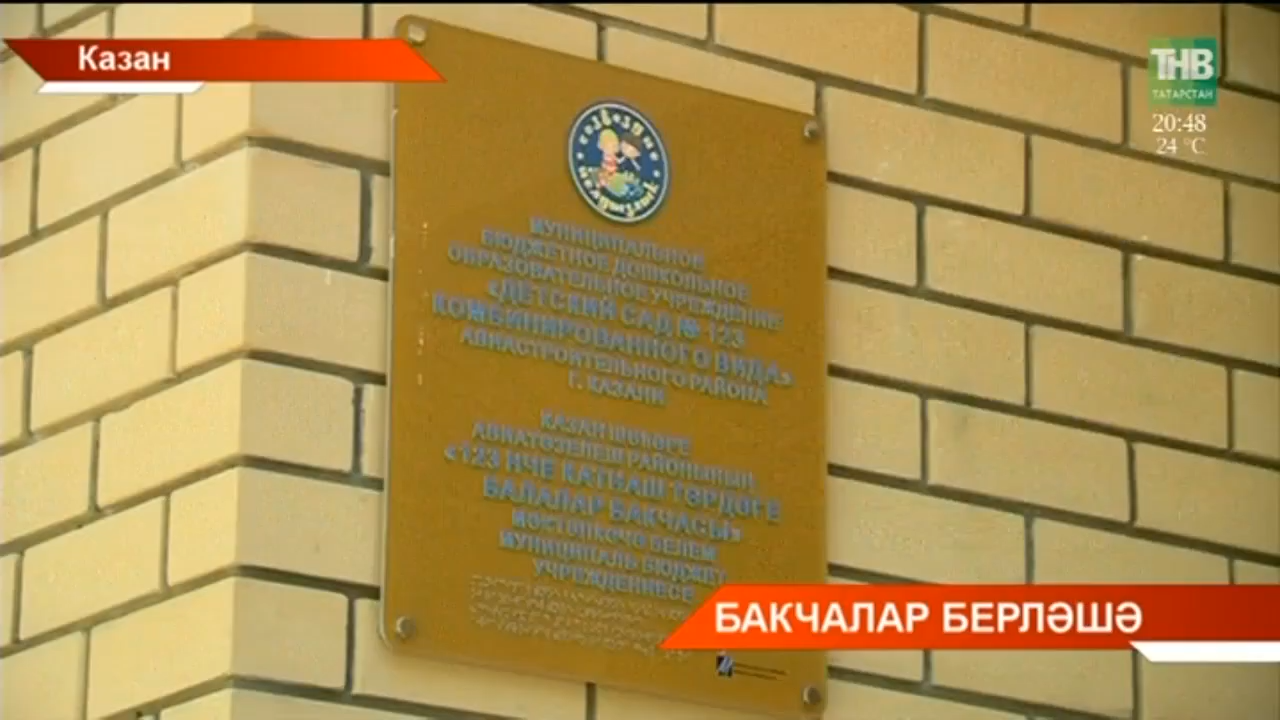 Казан
ТНВ
ТАТАРСТАН
20:48
24 °C
МУНИЦИПАЛЬНОЕ
БЮДЖЕТНОЕ ДОШКОЛЬНОЕ
ОБРАЗОВАТЕЛЬНОЕ УЧРЕЖДЕНИЕ
«ДЕТСКИЙ САД № 123
КОМБИНИРОВАННОГО ВИДА»
АВИАСТРОИТЕЛЬНОГО РАЙОНА
Г. КАЗАНИ
КАЗАН ШӘҺӘРЕ
АВИАТӨЗЕЛЕШ РАЙОНЫНЫҢ
«123 НЧЕ КАТНАШ ТӨРДӘГЕ
БАЛАЛАР БАКЧАСЫ»
МӘКТӘПКӘЧӘ БЕЛЕМ
МУНИЦИПАЛЬ БЮДЖЕТ
УЧРЕЖДЕНИЕСЕ
БАКЧАЛАР БЕРЛӘШӘ